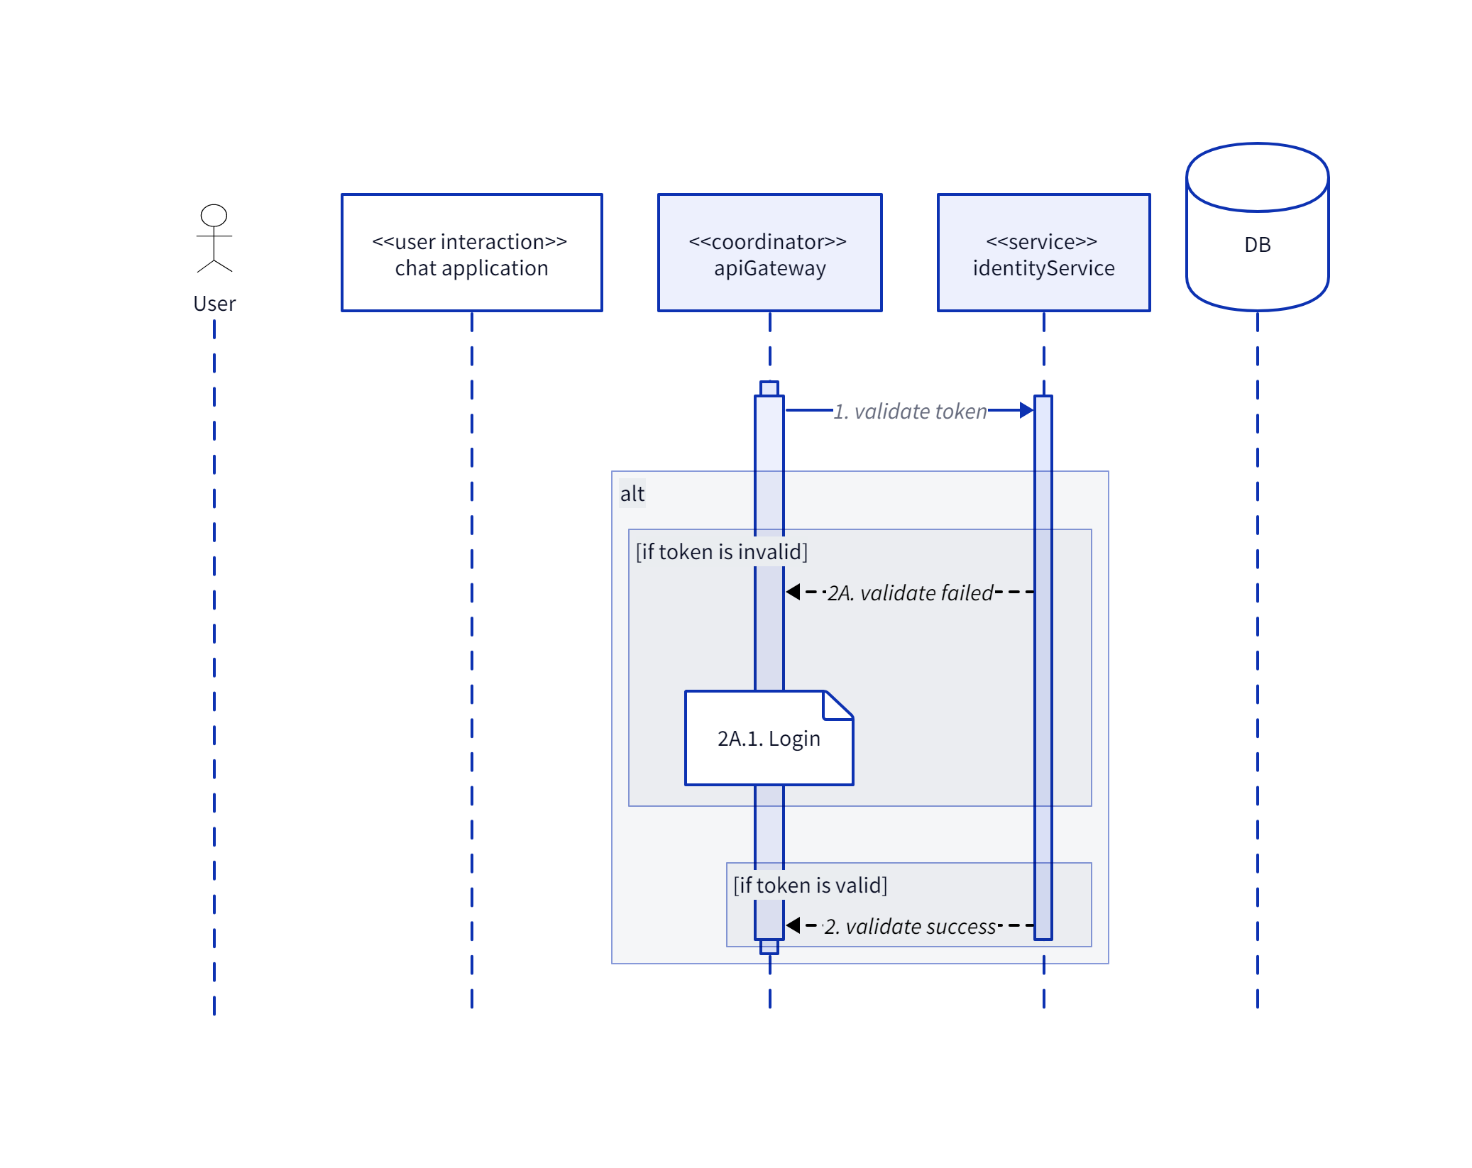 User
<<user interaction>>
chat application
<<coordinator>>
apiGateway
<<service>>
identityService
DB
1. validate token
alt
[if token is invalid]
2A. validate failed
2A.1. Login
[if token is valid]
2. validate success